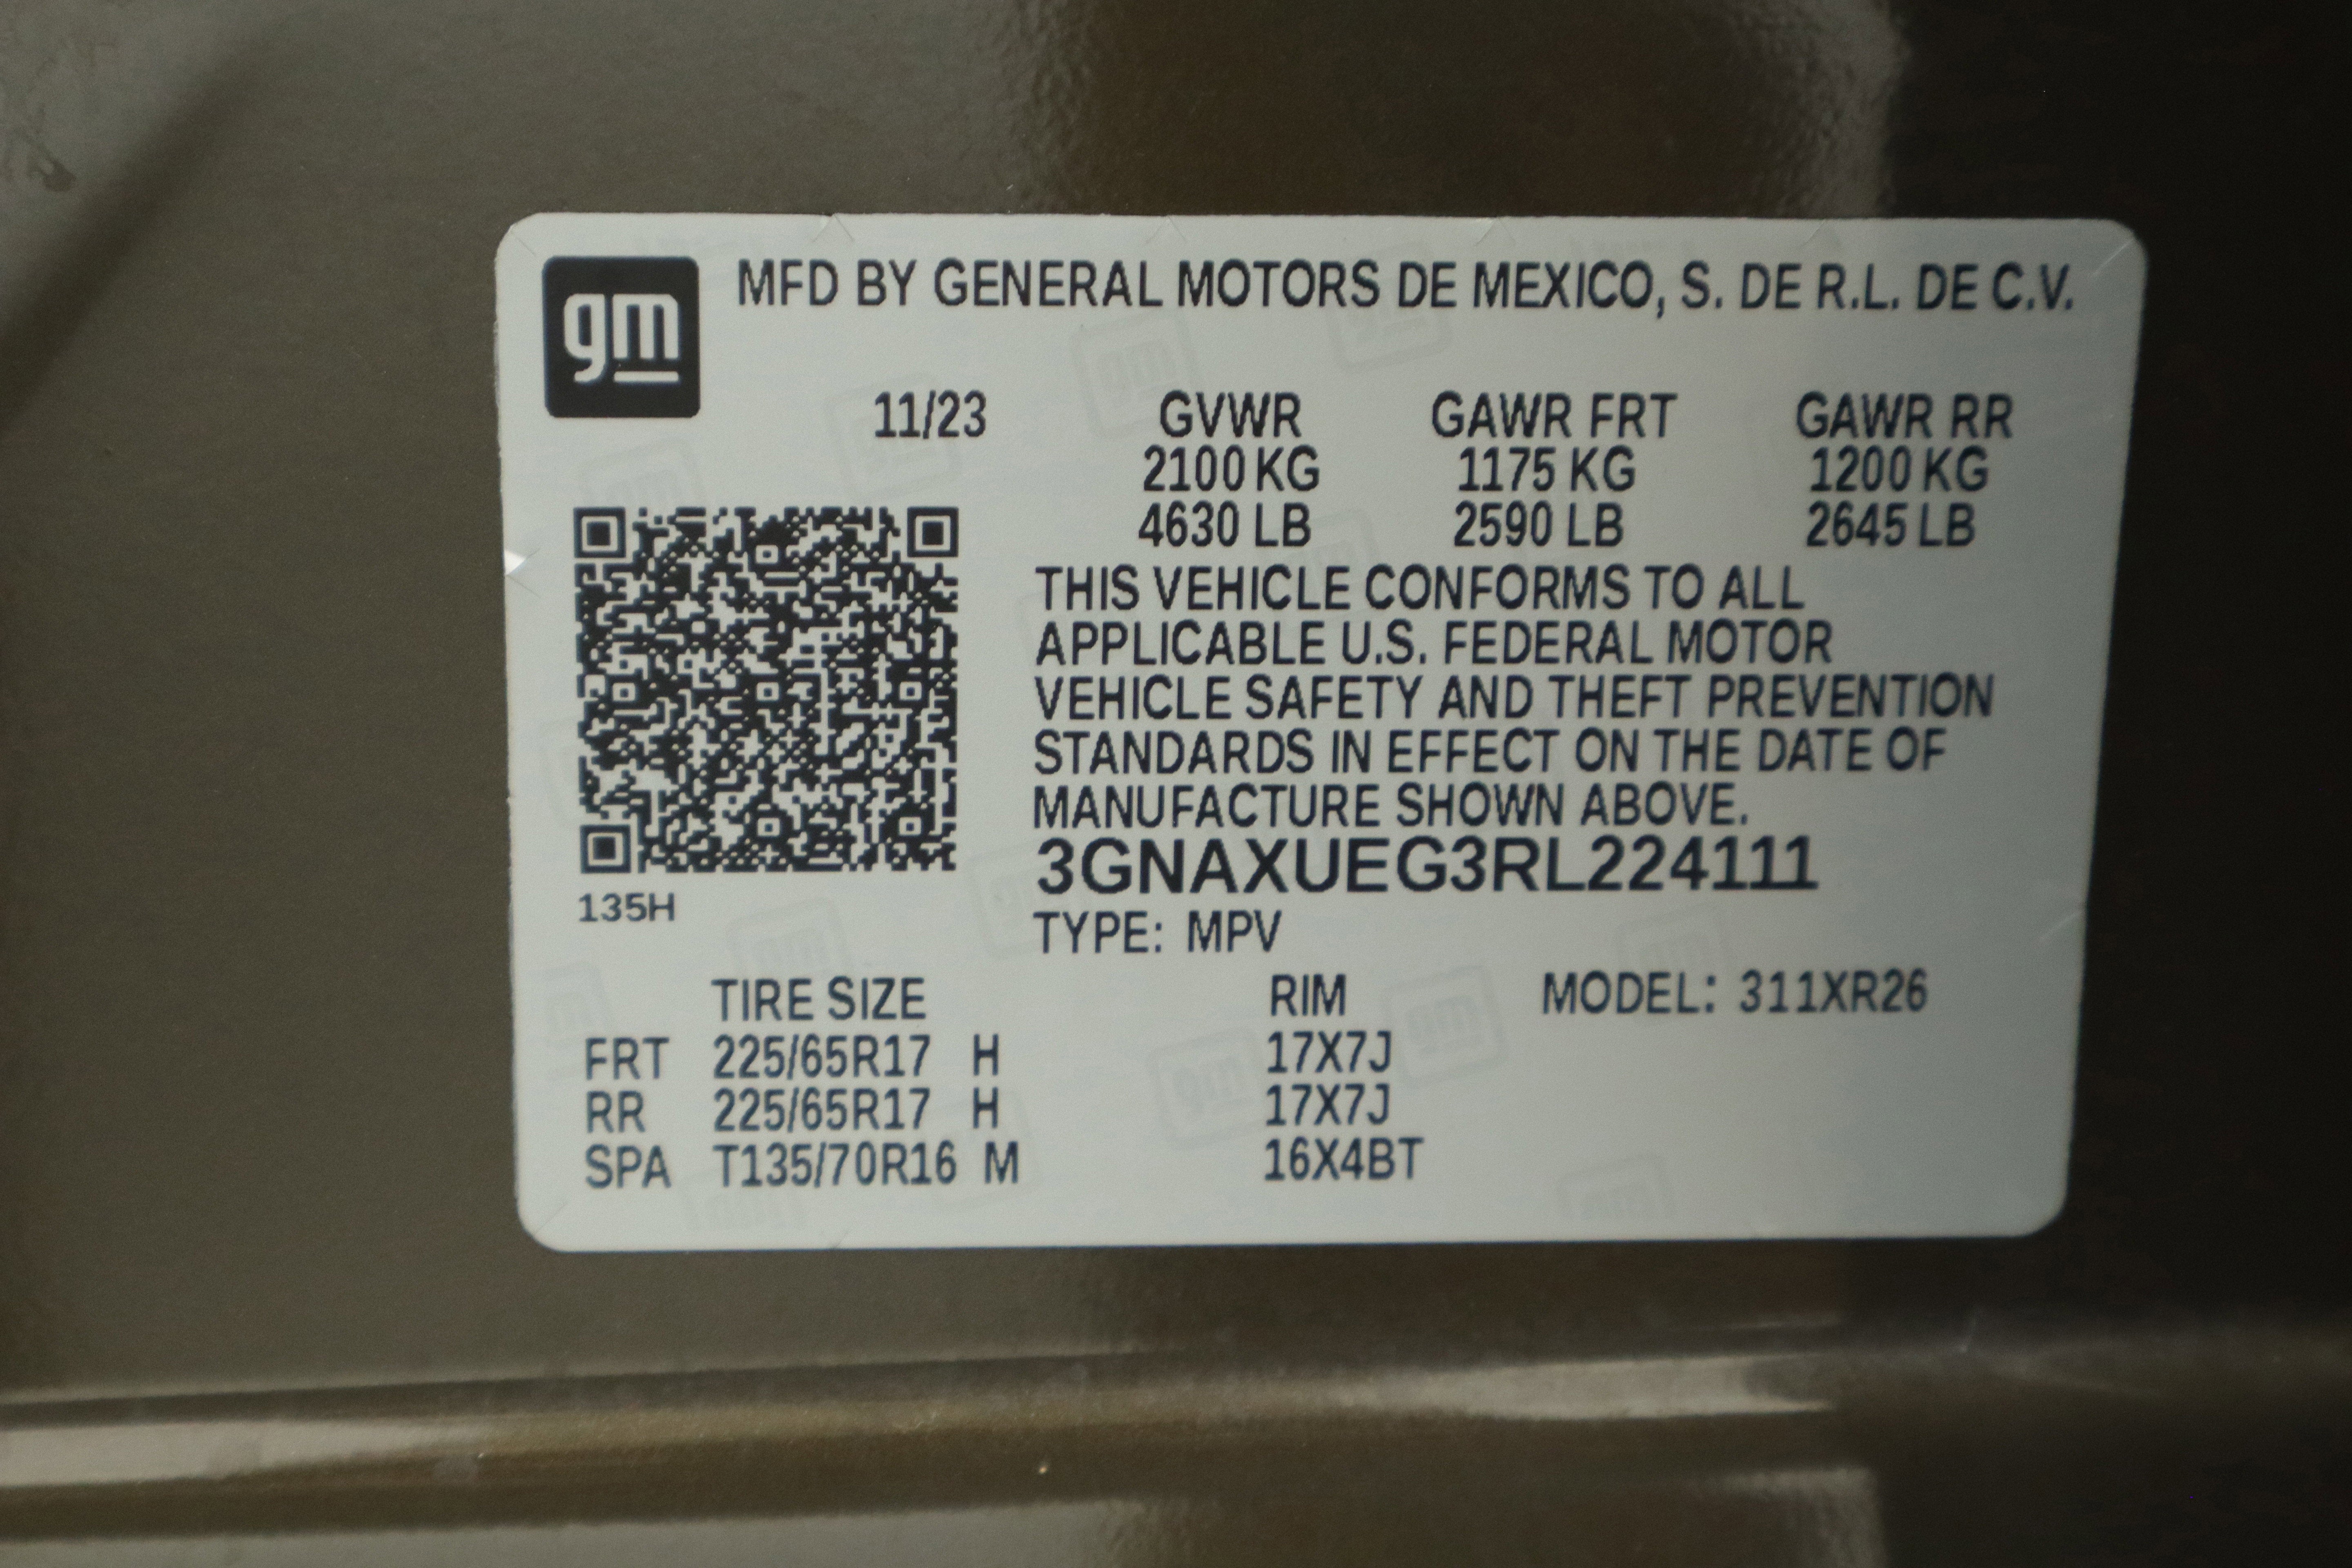 gm
MFD BY GENERAL MOTORS DE MEXICO, S. DE R.L. DE C.V.
11/23 GVWR GAWR FRT GAWR RR
2100 KG 1175 KG 1200 KG
4630 LB 2590 LB 2645 LB
THIS VEHICLE CONFORMS TO ALL
APPLICABLE U.S. FEDERAL MOTOR
VEHICLE SAFETY AND THEFT PREVENTION
STANDARDS IN EFFECT ON THE DATE OF
MANUFACTURE SHOWN ABOVE.
3GNAXUEG3RL224111
135H
TYPE: MPV
TIRE SIZE RIM MODEL: 311XR26
FRT 225/65R17 H 17X7J
RR 225/65R17 H 17X7J
SPA T135/70R16 M 16X4BT